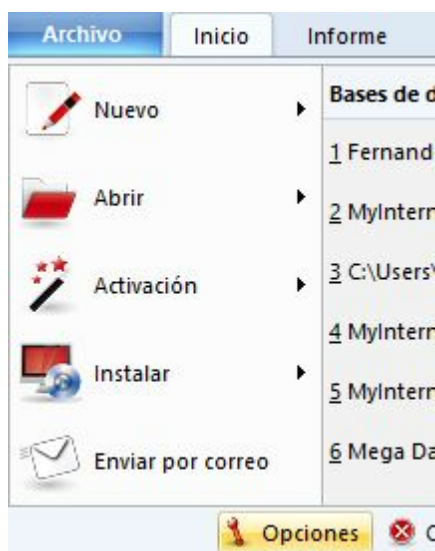 Archivo Inicio Informe
Nuevo
Abrir
Activación
Instalar
Enviar por correo
Bases de
1 Fernand
2 MyIntern
3 C:\Users\
4 MyIntern
5 MyIntern
6 Mega Da
Opciones